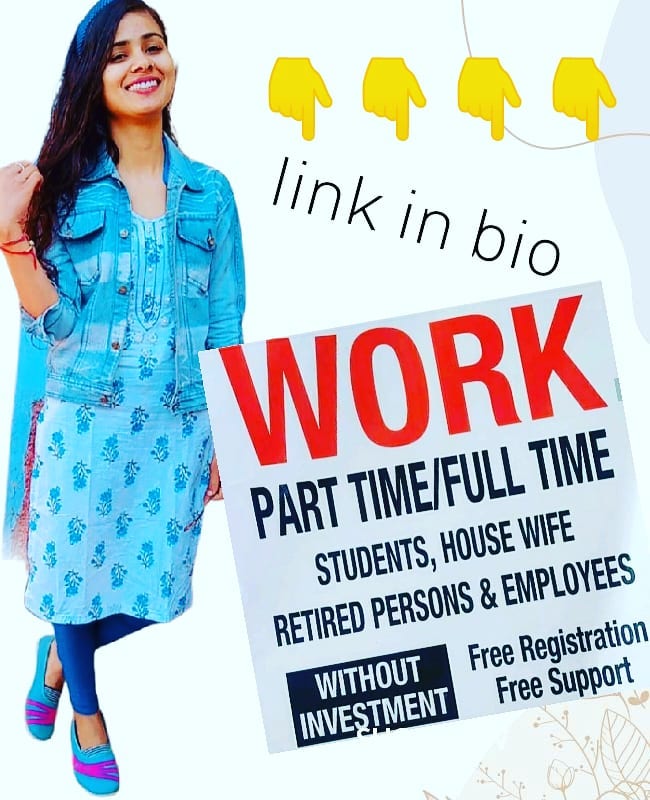 link in bio
WORK
PART TIME/FULL TIME
STUDENTS, HOUSE WIFE
RETIRED PERSONS & EMPLOYEES
WITHOUT
INVESTMENT
Free Registration
Free Support